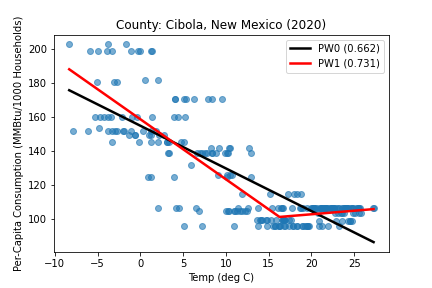 County: Cibola, New Mexico (2020)
PW0 (0.662)
PW1 (0.731)
Per-Capita Consumption (MMBtu/1000 Households)
200
180
160
140
120
100
−10
−5
0
5
10
15
20
25
Temp (deg C)